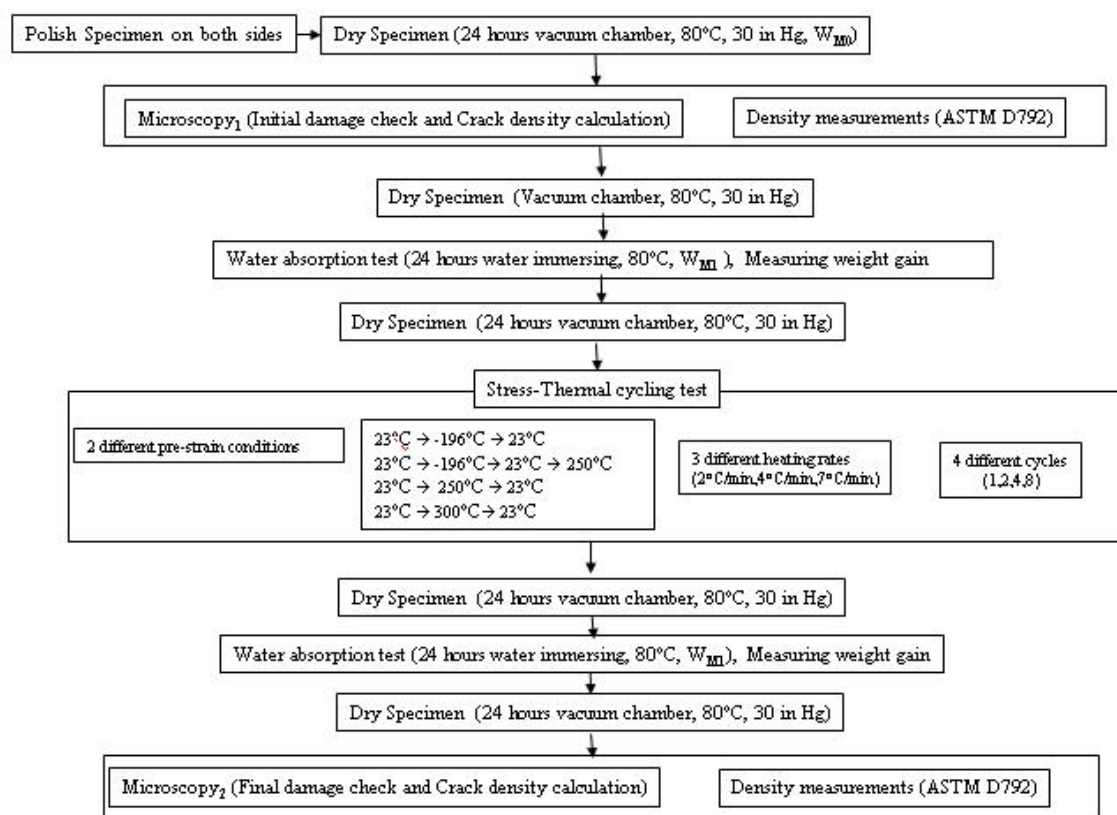 Polish Specimen on both sides
Dry Specimen (24 hours vacuum chamber, 80°C, 30 in Hg, W_M0)
Microscopy₁ (Initial damage check and Crack density calculation)
Density measurements (ASTM D792)
Dry Specimen (Vacuum chamber, 80°C, 30 in Hg)
Water absorption test (24 hours water immersing, 80°C, W_M1 ), Measuring weight gain
Dry Specimen (24 hours vacuum chamber, 80°C, 30 in Hg)
Stress-Thermal cycling test
2 different pre-strain conditions
23°C → -196°C → 23°C
23°C → -196°C → 23°C → 250°C
23°C → 250°C → 23°C
23°C → 300°C → 23°C
3 different heating rates
(2°C/min,4°C/min,7°C/min)
4 different cycles
(1,2,4,8)
Dry Specimen (24 hours vacuum chamber, 80°C, 30 in Hg)
Water absorption test (24 hours water immersing, 80°C, W_M1), Measuring weight gain
Dry Specimen (24 hours vacuum chamber, 80°C, 30 in Hg)
Microscopy₂ (Final damage check and Crack density calculation)
Density measurements (ASTM D792)